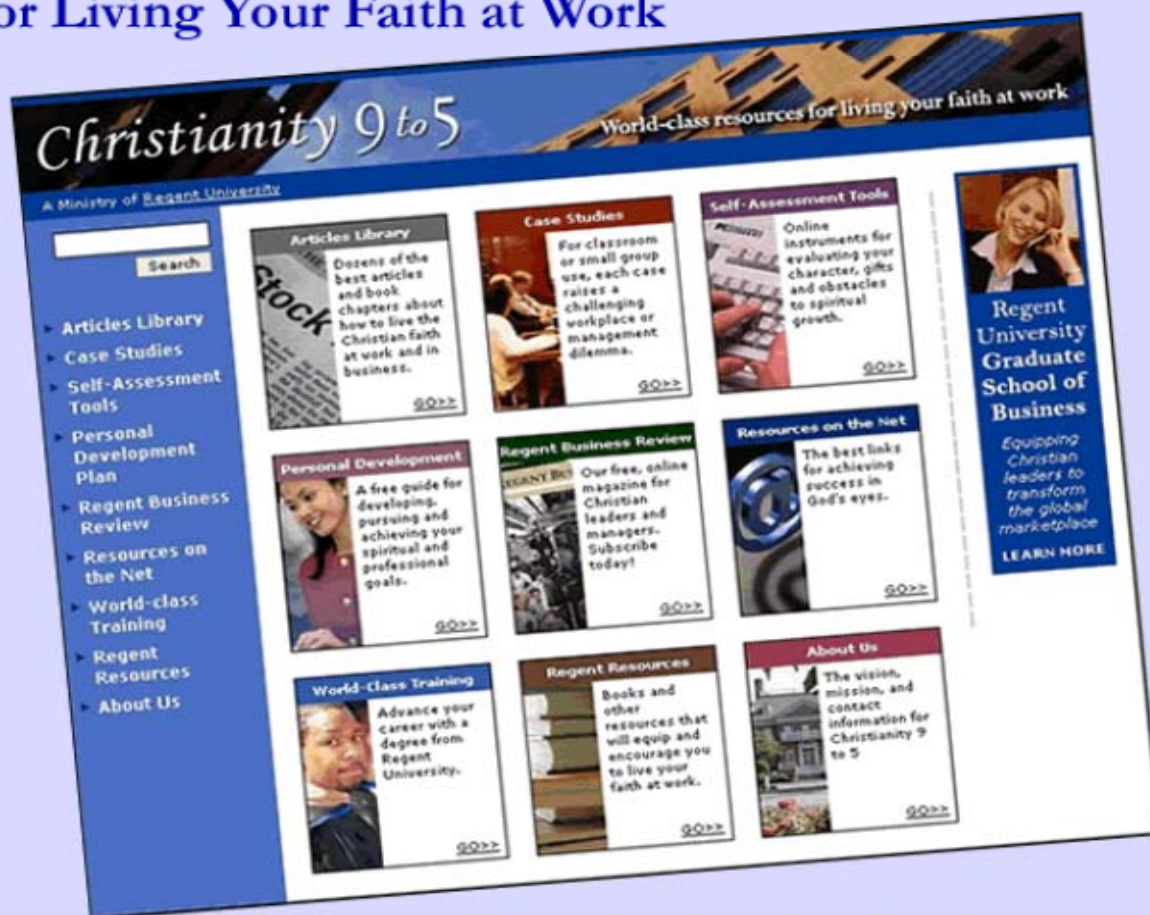 or Living Your Faith at Work
Christianity 9 to 5
World-class resources for living your faith at work
A Ministry of Regent University
Search
Articles Library
Case Studies
Self-Assessment
Tools
Personal
Development
Plan
Regent Business
Review
Resources on
the Net
World-class
Training
Regent
Resources
About Us
Articles Library
Stock
Dozens of the
best articles
and book
chapters about
how to live the
Christian faith
at work and in
business.
GO>>
Case Studies
For classroom
or small group
use, each case
raises a
challenging
workplace or
management
dilemma.
GO>>
Self-Assessment Tools
Online
instruments for
evaluating your
character, gifts
and obstacles
to spiritual
growth.
GO>>
Personal Development
A free guide for
developing,
pursuing and
achieving your
spiritual and
professional
goals.
GO>>
Regent Business Review
EGENT BUS
Our free, online
magazine for
Christian
leaders and
managers.
Subscribe
today!
GO>>
Resources on the Net
@
The best links
for achieving
success in
God's eyes.
GO>>
World-Class Training
Advance your
career with a
degree from
Regent
University.
GO>>
Regent Resources
Books and
other
resources that
will equip and
encourage you
to live your
faith at work.
GO>>
About Us
The vision,
mission, and
contact
information for
Christianity 9
to 5
GO>>
Regent
University
Graduate
School of
Business
Equipping
Christian
leaders to
transform
the global
marketplace
LEARN MORE